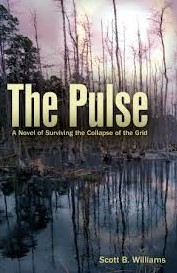 The Pulse
A Novel of Surviving the Collapse of the Grid
Scott B. Williams